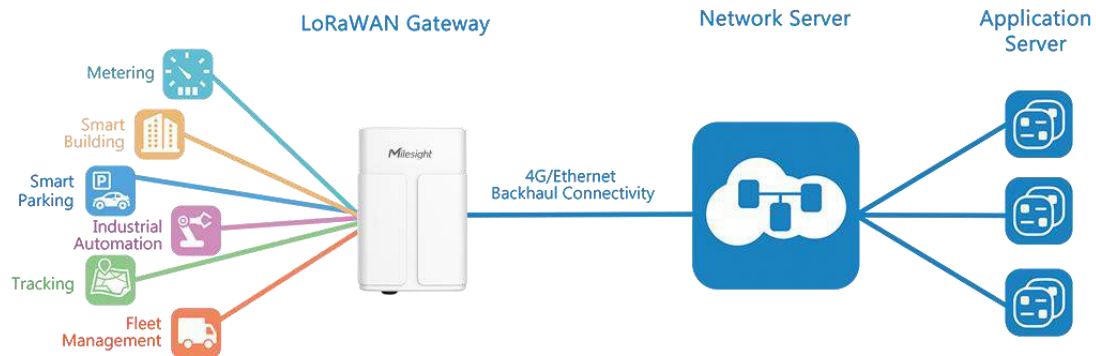 LoRaWAN Gateway
Network Server
Application
Server
Metering
Smart
Building
Smart
Parking
P
Industrial
Automation
Tracking
Fleet
Management
Milesight
4G/Ethernet
Backhaul Connectivity